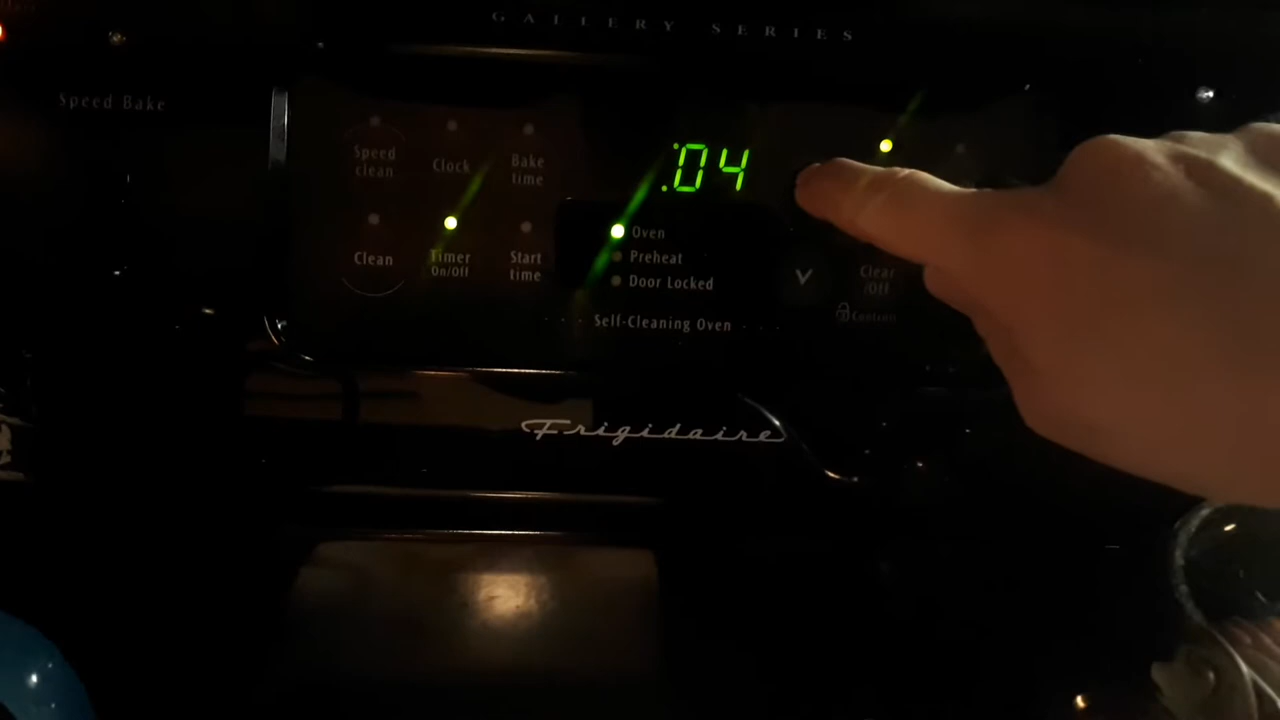 GALLERY SERIES
Speed Bake
Speed
clean
Clock
Bake
time
:04
Clean
Timer
On/Off
Start
time
Oven
Preheat
Door Locked
Clear
/Off
Controls
Self-Cleaning Oven
Frigidaire